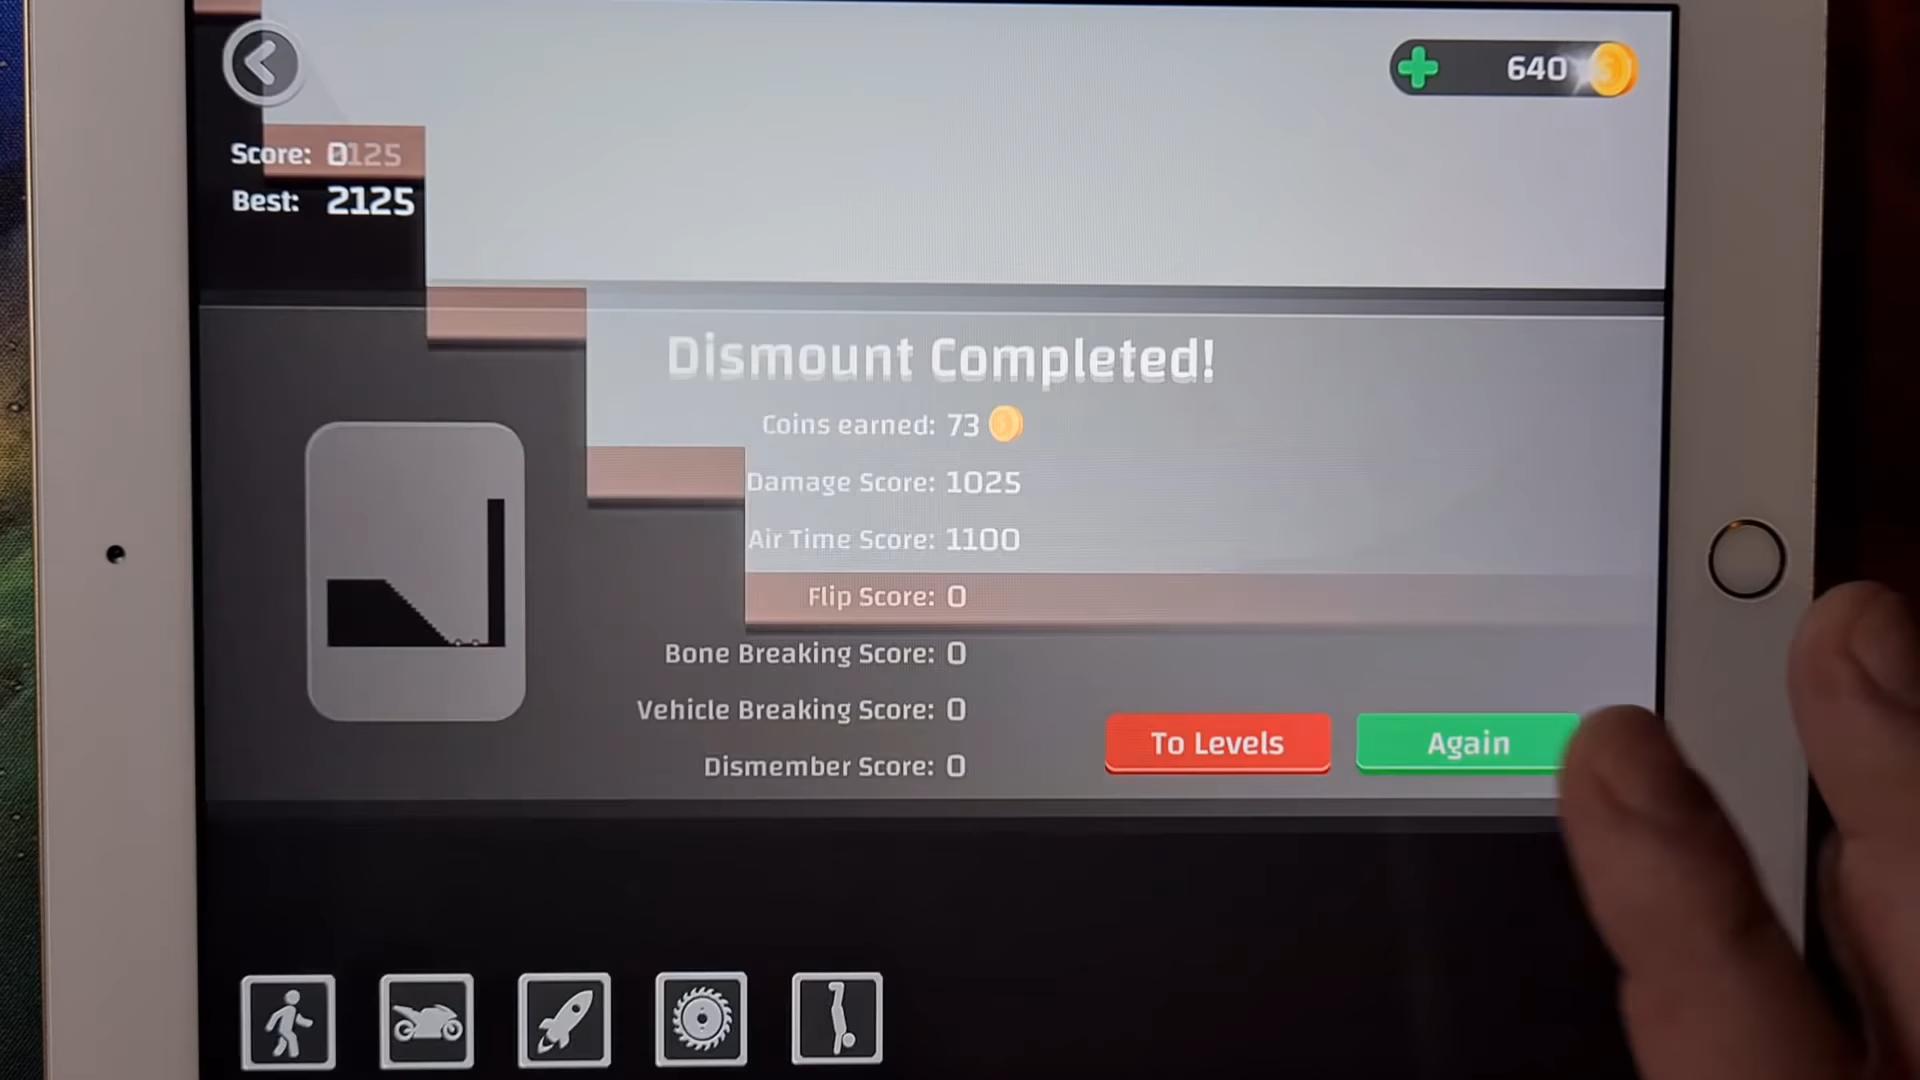 640
Score: 0
Best: 2125
Dismount Completed!
Coins earned: 73
Damage Score: 1025
Air Time Score: 1100
Flip Score: 0
Bone Breaking Score: 0
Vehicle Breaking Score: 0
Dismember Score: 0
To Levels
Again